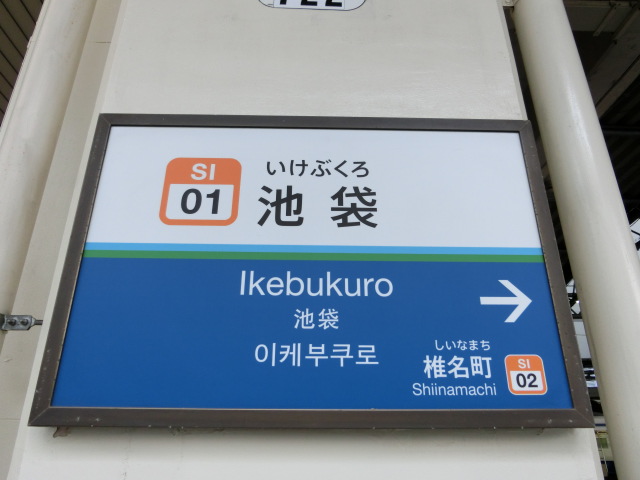 SI
01
いけぶくろ
池袋
Ikebukuro
池袋
이케부쿠로
しいなまち
椎名町
Shiinamachi
SI
02